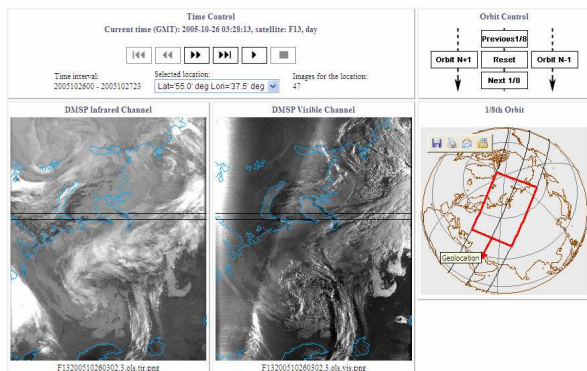 Time Control
Current time (GMT): 2005-10-26 03:28:13, satellite: F13, day
Time interval:
2005102600 - 2005102723
Selected location:
Lat='55.0' deg Lon='37.5' deg
Images for the location:
47
Orbit Control
Previous1/8
Orbit N+1
Reset
Orbit N-1
Next 1/8
DMSP Infrared Channel
DMSP Visible Channel
1/8th Orbit
Geolocation
F13200510260302.3.ols.tir.png
F13200510260302.3.ols.vis.png